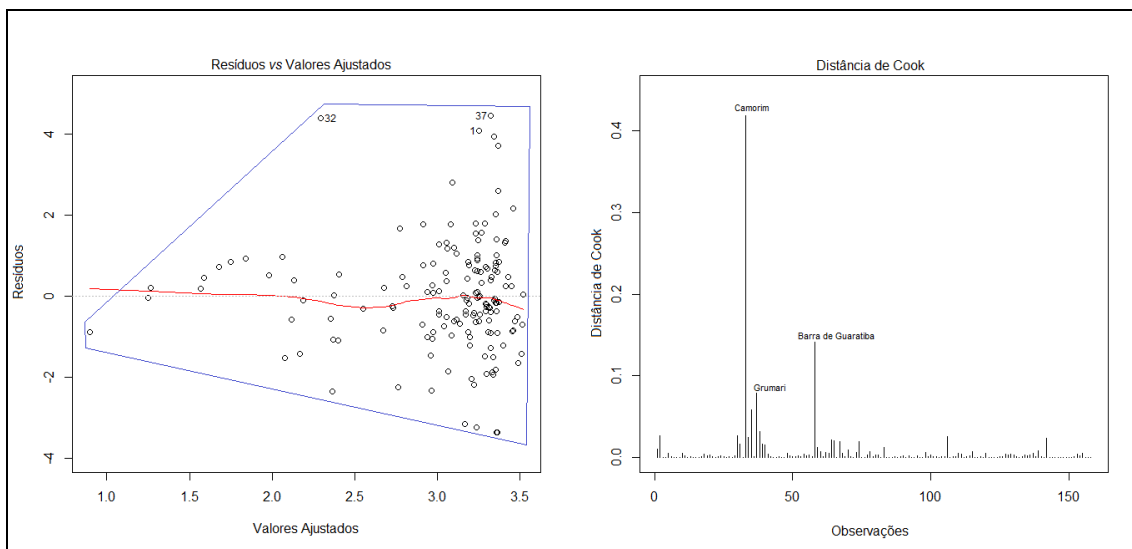 Resíduos vs Valores Ajustados
Resíduos
4
2
0
-2
-4
32
37
1
1.0 1.5 2.0 2.5 3.0 3.5
Valores Ajustados
Distância de Cook
Distância de Cook
0.4
0.3
0.2
0.1
0.0
Camorim
Barra de Guaratiba
Grumari
0 50 100 150
Observações